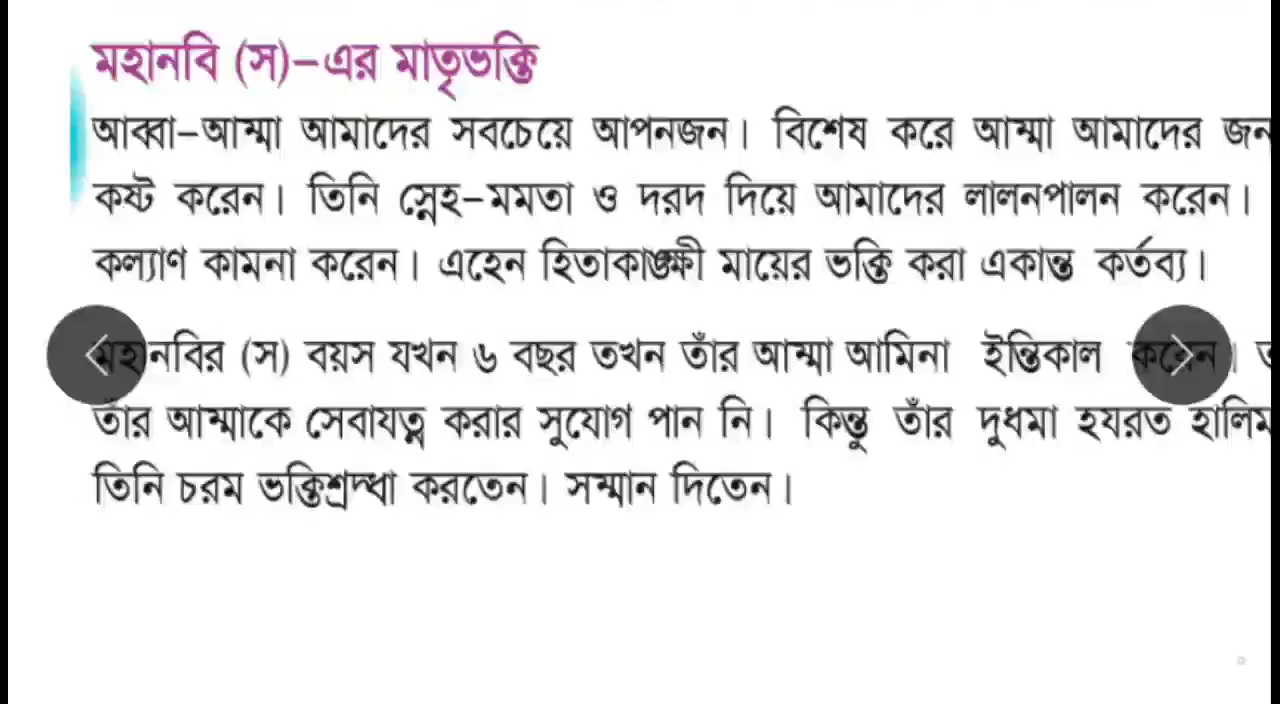 মহানবি (স)-এর মাতৃভক্তি
আব্বা-আম্মা আমাদের সবচেয়ে আপনজন। বিশেষ করে আম্মা আমাদের
কষ্ট করেন। তিনি স্নেহ-মমতা ও দরদ দিয়ে আমাদের লালনপালন করেন।
কল্যাণ কামনা করেন। এহেন হিতাকাঙ্ক্ষী মায়ের ভক্তি করা একান্ত কর্তব্য।
মহানবির (স) বয়স যখন ৬ বছর তখন তাঁর আম্মা আমিনা ইন্তিকাল করেন।
তাঁর আম্মাকে সেবাযত্ন করার সুযোগ পান নি। কিন্তু তাঁর দুধমা হযরত
তিনি চরম ভক্তিশ্রদ্ধা করতেন। সম্মান দিতেন।